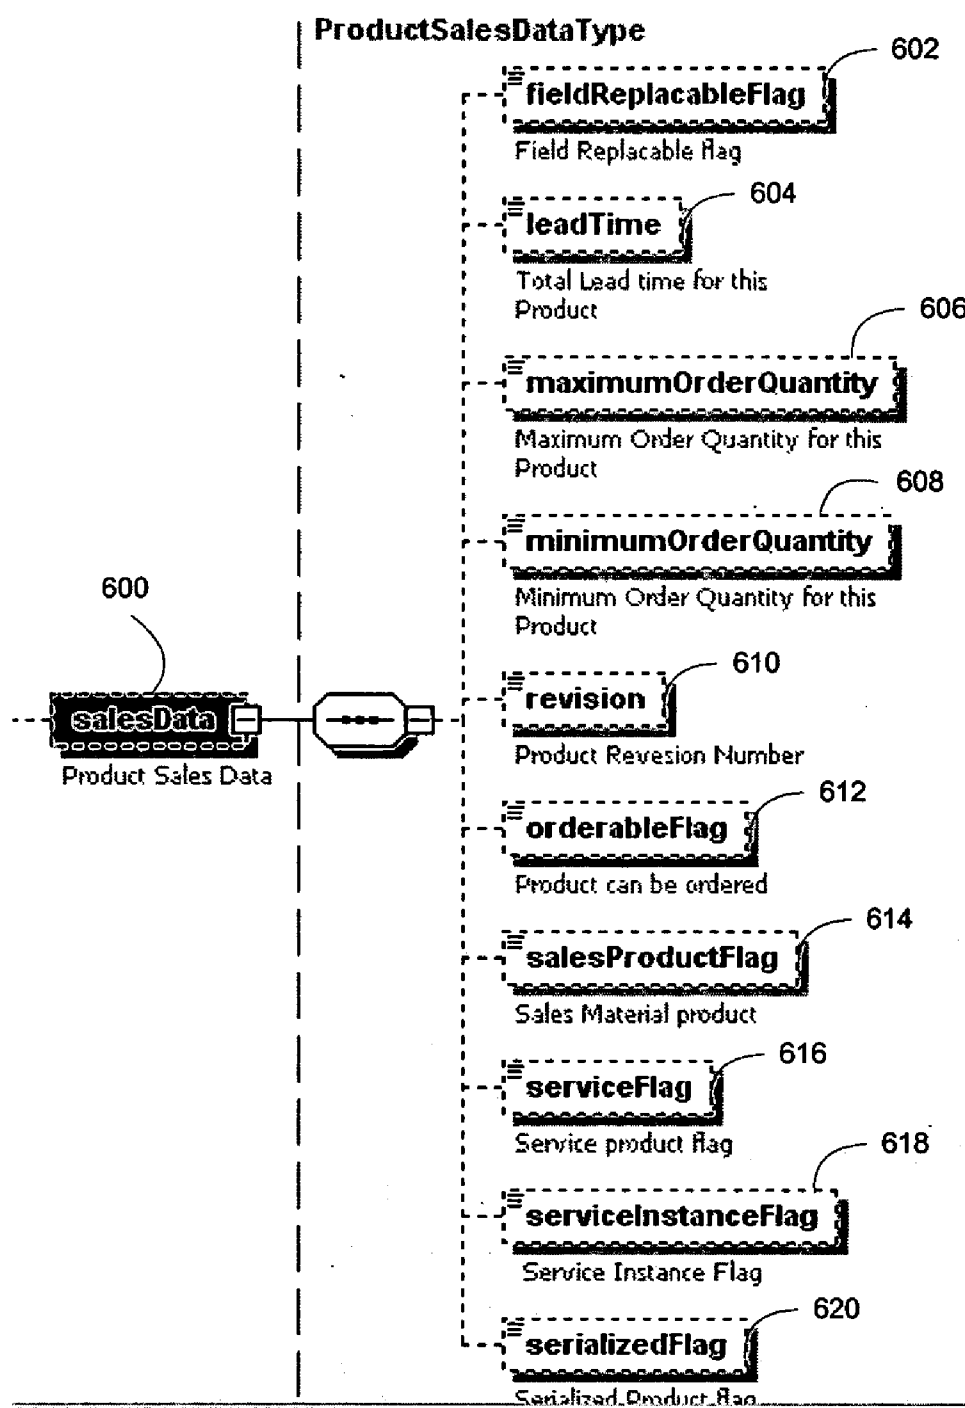 ProductSalesDataType
602
fieldReplacableFlag
Field Replacable flag
604
leadTime
Total Lead time for this
Product
606
maximumOrderQuantity
Maximum Order Quantity for this
Product
608
minimumOrderQuantity
Minimum Order Quantity for this
Product
600
salesData
Product Sales Data
610
revision
Product Revesion Number
612
orderableFlag
Product can be ordered
614
salesProductFlag
Sales Material product
616
serviceFlag
Service product flag
618
serviceInstanceFlag
Service Instance Flag
620
serializedFlag
Serialized Product flag